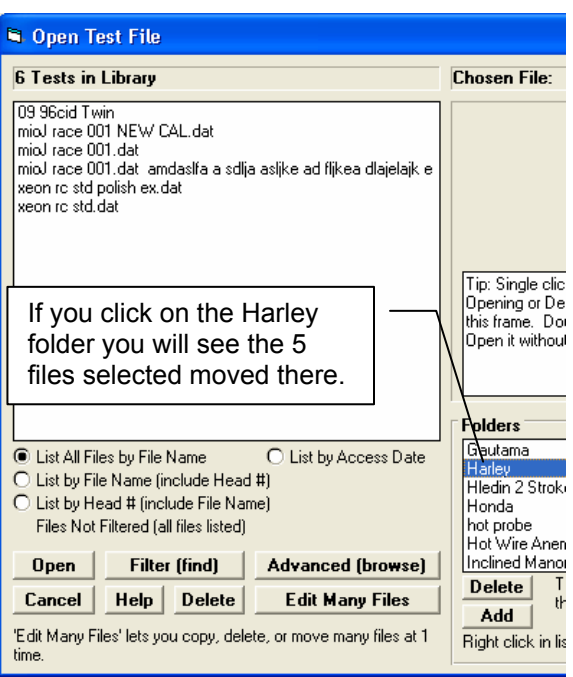 Open Test File
6 Tests in Library
Chosen File:
09 96cid Twin
mioJ race 001 NEW CAL.dat
mioJ race 001.dat
mioJ race 001.dat amdaslfa a sdlja asljke ad fljkea dlajelajk e
xeon rc std polish ex.dat
xeon rc std.dat
If you click on the Harley
folder you will see the 5
files selected moved there.
Tip: Single clic
Opening or De
this frame. Dou
Open it without
List All Files by File Name
List by Access Date
List by File Name (include Head #)
List by Head # (include File Name)
Files Not Filtered (all files listed)
Open
Filter (find)
Advanced (browse)
Cancel
Help
Delete
Edit Many Files
'Edit Many Files' lets you copy, delete, or move many files at 1
time.
Folders
Gautama
Harley
Hledin 2 Stroke
Honda
hot probe
Hot Wire Anem
Inclined Manom
Delete
T
th
Add
Right click in lis